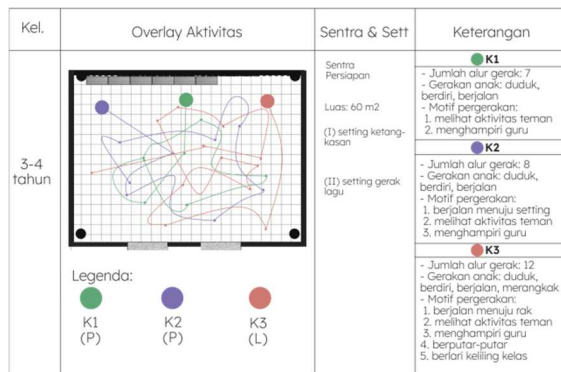 Kel.
Overlay Aktivitas
Sentra & Sett
Keterangan
3-4
tahun
Legenda:
K1
(P)
K2
(P)
K3
(L)
Sentra
Persiapan
Luas: 60 m2
(I) setting ketang-
kasan
(II) setting gerak
lagu
K1
- Jumlah alur gerak: 7
- Gerakan anak: duduk,
berdiri, berjalan
- Motif pergerakan:
1. melihat aktivitas teman
2. menghampiri guru
K2
- Jumlah alur gerak: 8
- Gerakan anak: duduk,
berdiri, berjalan
- Motif pergerakan:
1. berjalan menuju setting
2. melihat aktivitas teman
3. menghampiri guru
K3
- Jumlah alur gerak: 12
- Gerakan anak: duduk,
berdiri, berjalan, merangkak
- Motif pergerakan:
1. berjalan menuju rak
2. melihat aktivitas teman
3. menghampiri guru
4. berputar-putar
5. berlari keliling kelas